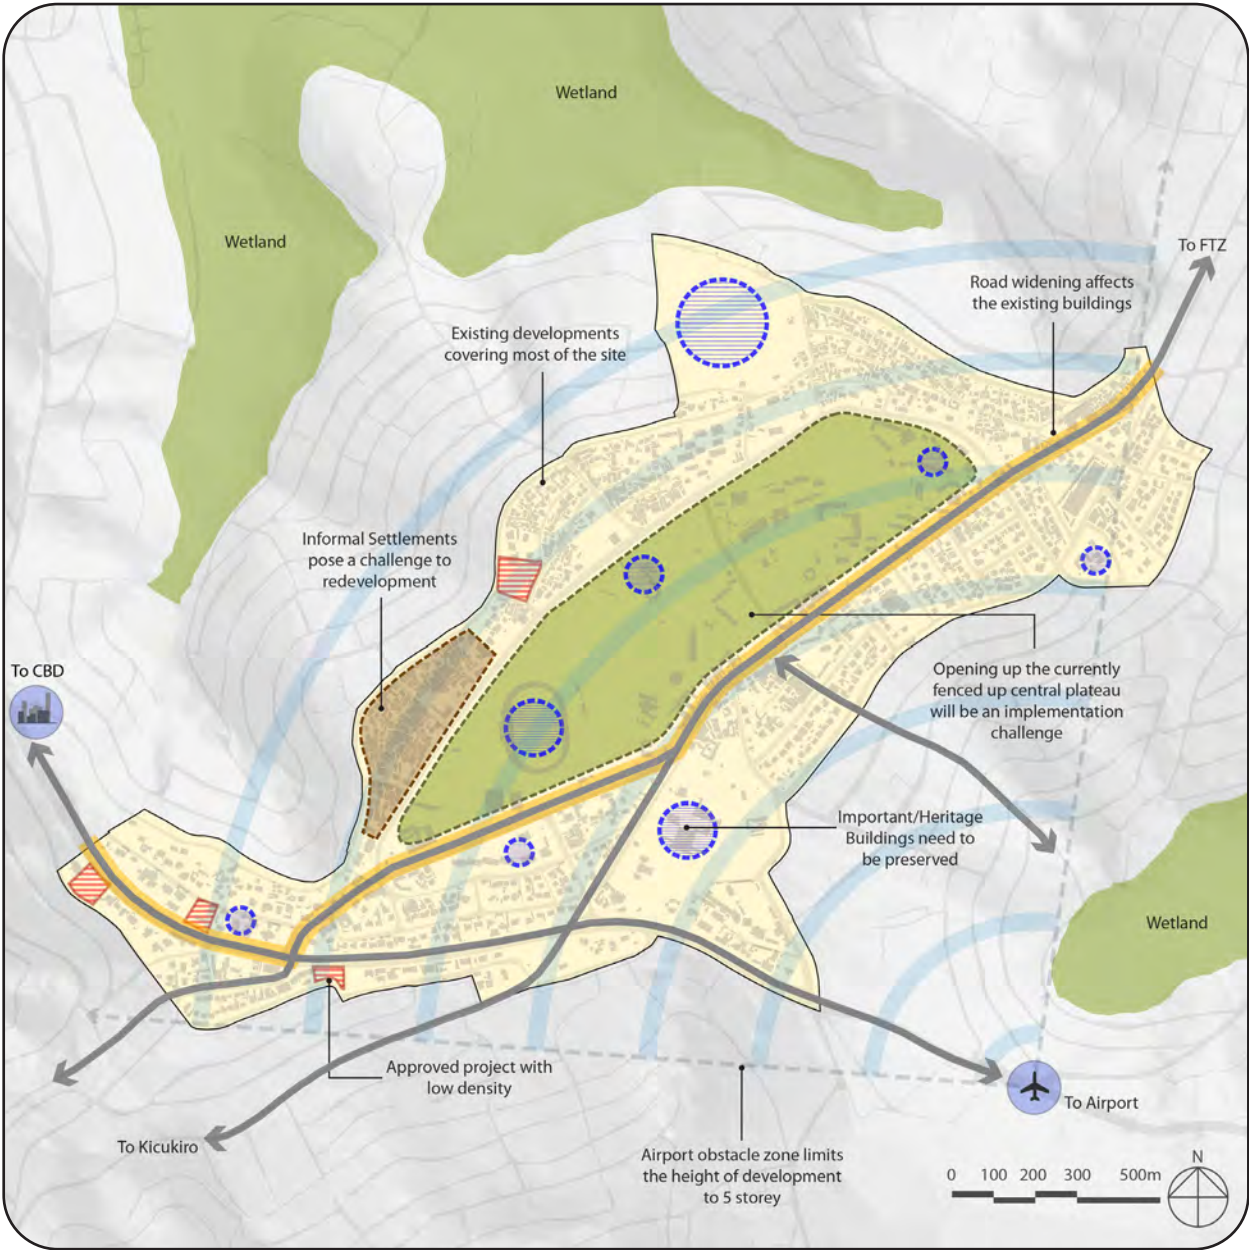 Wetland
Wetland
To FTZ
Road widening affects
the existing buildings
Existing developments
covering most of the site
Informal Settlements
pose a challenge to
redevelopment
To CBD
Opening up the currently
fenced up central plateau
will be an implementation
challenge
Important/Heritage
Buildings need to
be preserved
Wetland
Approved project with
low density
To Airport
To Kicukiro
Airport obstacle zone limits
the height of development
to 5 storey
N
0 100 200 300 500m